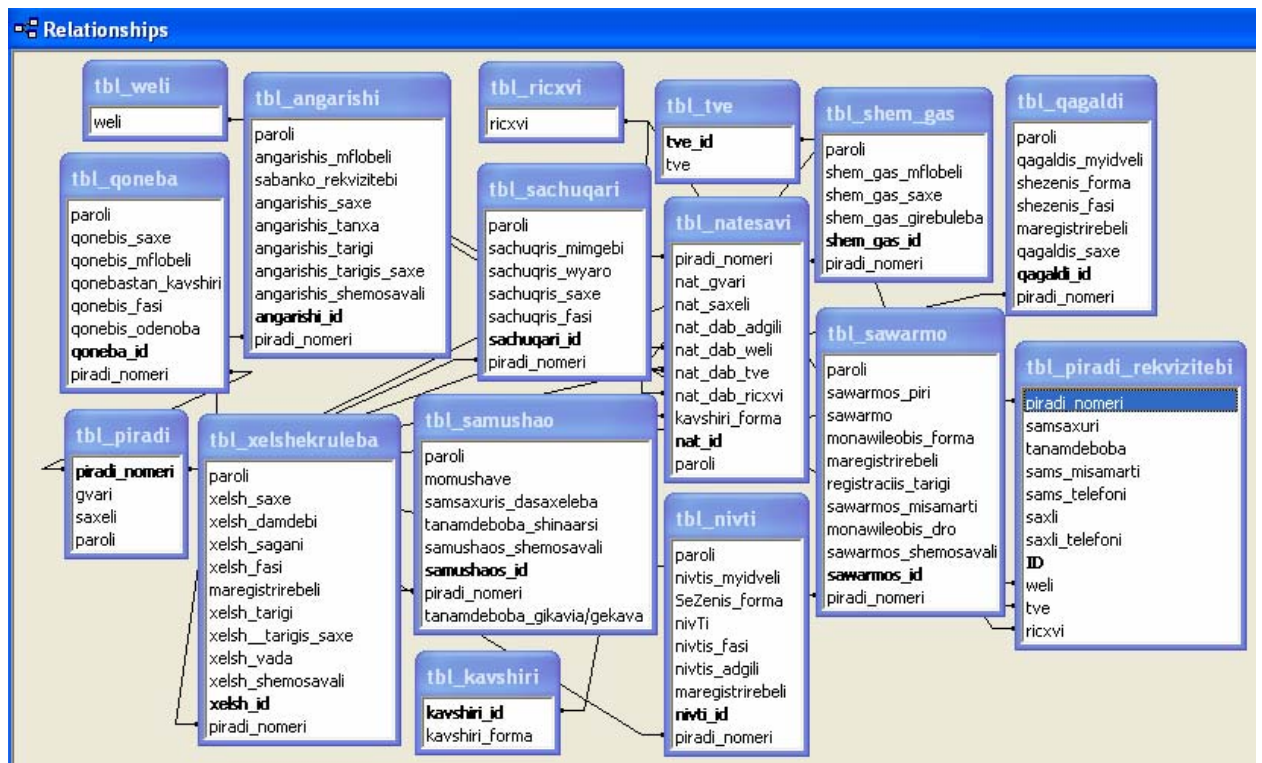 Relationships
tbl_weli
weli
tbl_angarishi
paroli
angarishis_mflobeli
sabanko_rekvizitebi
angarishis_saxe
angarishis_tanxa
angarishis_tarigi
angarishis_tarigis_saxe
angarishis_shemosavali
angarishi_id
piradi_nomeri
tbl_ricxvi
ricxvi
tbl_tve
tve_id
tve
tbl_shem_gas
paroli
shem_gas_mflobeli
shem_gas_saxe
shem_gas_girebuleba
shem_gas_id
piradi_nomeri
tbl_qagaldi
paroli
qagaldis_myidveli
shezenis_forma
shezenis_fasi
maregistrirebeli
qagaldis_saxe
qagaldi_id
piradi_nomeri
tbl_qoneba
paroli
qonebis_saxe
qonebis_mflobeli
qonebastan_kavshiri
qonebis_fasi
qonebis_odenoba
qoneba_id
piradi_nomeri
tbl_sachuqari
paroli
sachuqris_mimgebi
sachuqris_wyaro
sachuqris_saxe
sachuqris_fasi
sachuqari_id
piradi_nomeri
tbl_natesavi
piradi_nomeri
nat_gvari
nat_saxeli
nat_dab_adgili
nat_dab_weli
nat_dab_tve
nat_dab_ricxvi
kavshiri_forma
nat_id
paroli
tbl_sawarmo
paroli
sawarmos_piri
sawarmo
monawileobis_forma
maregistrirebeli
registraciis_tarigi
sawarmos_misamarti
monawileobis_dro
sawarmos_shemosavali
sawarmos_id
piradi_nomeri
tbl_piradi_rekvizitebi
piradi_nomeri
samsaxuri
tanamdeboba
sams_misamarti
sams_telefoni
saxli
saxli_telefoni
ID
weli
tve
ricxvi
tbl_piradi
piradi_nomeri
gvari
saxeli
paroli
tbl_xelshekruleba
paroli
xelsh_saxe
xelsh_damdebi
xelsh_sagani
xelsh_fasi
maregistrirebeli
xelsh_tarigi
xelsh__tarigis_saxe
xelsh_vada
xelsh_shemosavali
xelsh_id
piradi_nomeri
tbl_samushao
paroli
momushave
samsaxuris_dasaxeleba
tanamdeboba_shinaarsi
samushaos_shemosavali
samushaos_id
piradi_nomeri
tanamdeboba_gikavia/gekava
tbl_kavshiri
kavshiri_id
kavshiri_forma
tbl_nivti
paroli
nivtis_myidveli
SeZenis_forma
nivTi
nivtis_fasi
nivtis_adgili
maregistrirebeli
nivti_id
piradi_nomeri